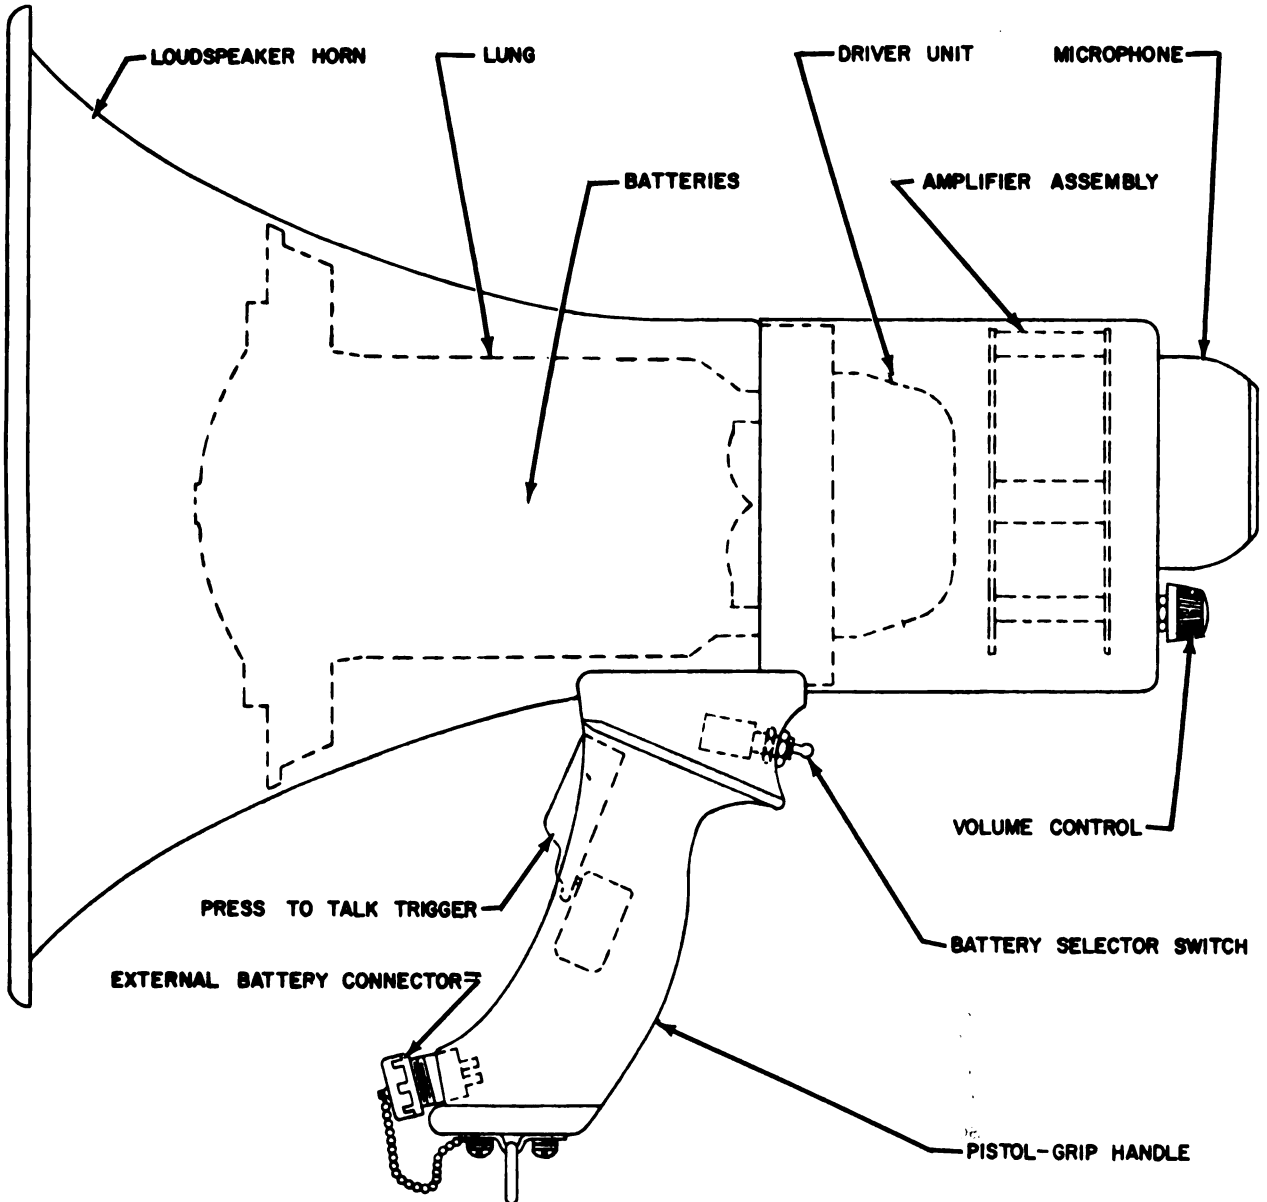 LOUDSPEAKER HORN
LUNG
DRIVER UNIT
MICROPHONE
BATTERIES
AMPLIFIER ASSEMBLY
VOLUME CONTROL
PRESS TO TALK TRIGGER
BATTERY SELECTOR SWITCH
EXTERNAL BATTERY CONNECTOR
PISTOL-GRIP HANDLE